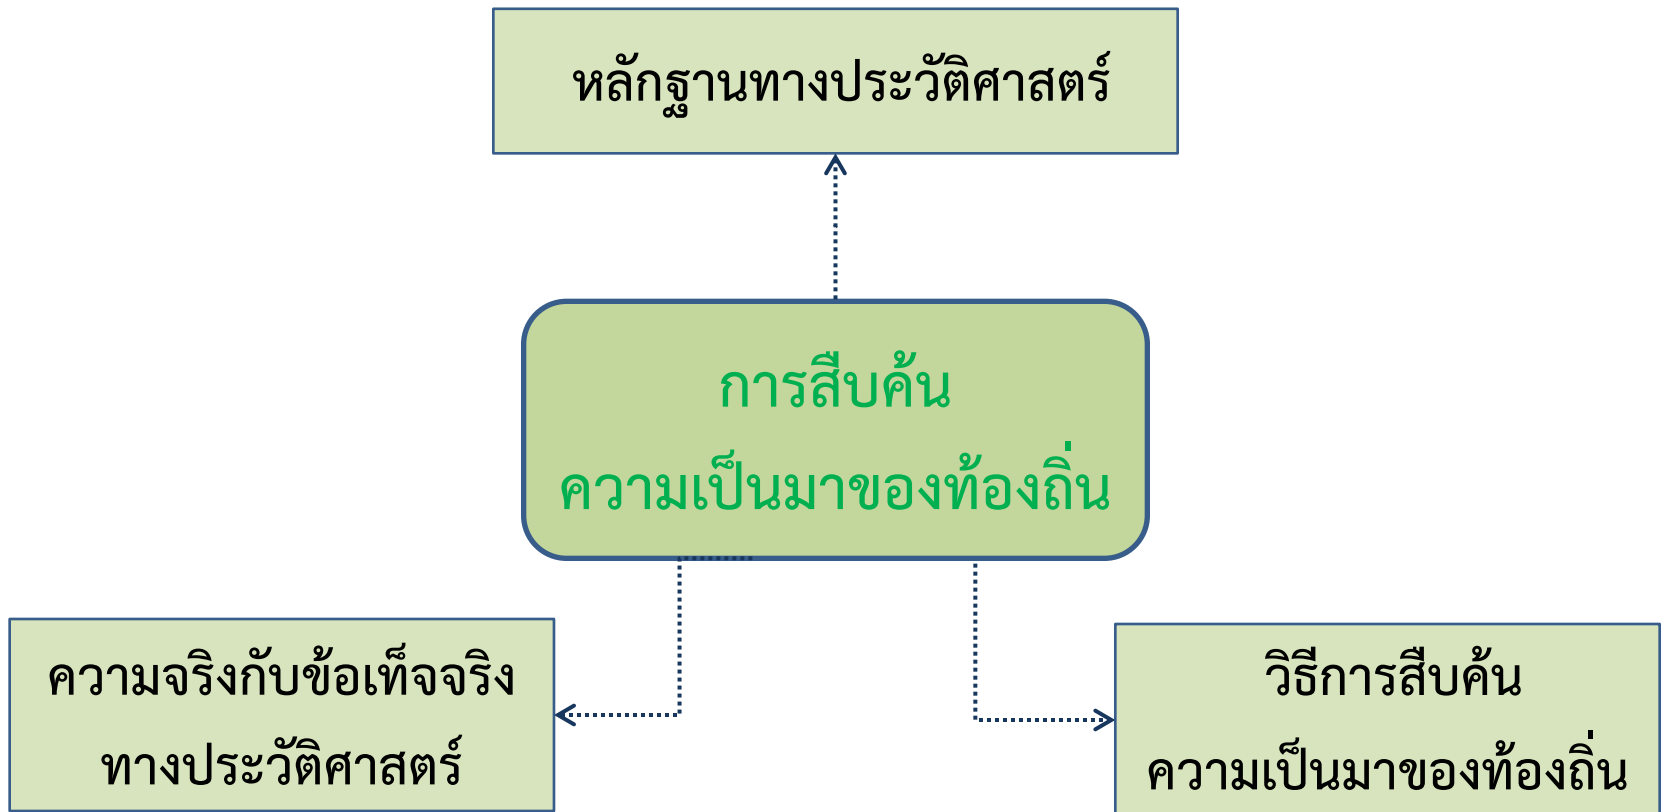 หลักฐานทางประวัติศาสตร์
การสืบค้น
ความเป็นมาของท้องถิ่น
ความจริงกับข้อเท็จจริง
ทางประวัติศาสตร์
วิธีการสืบค้น
ความเป็นมาของท้องถิ่น